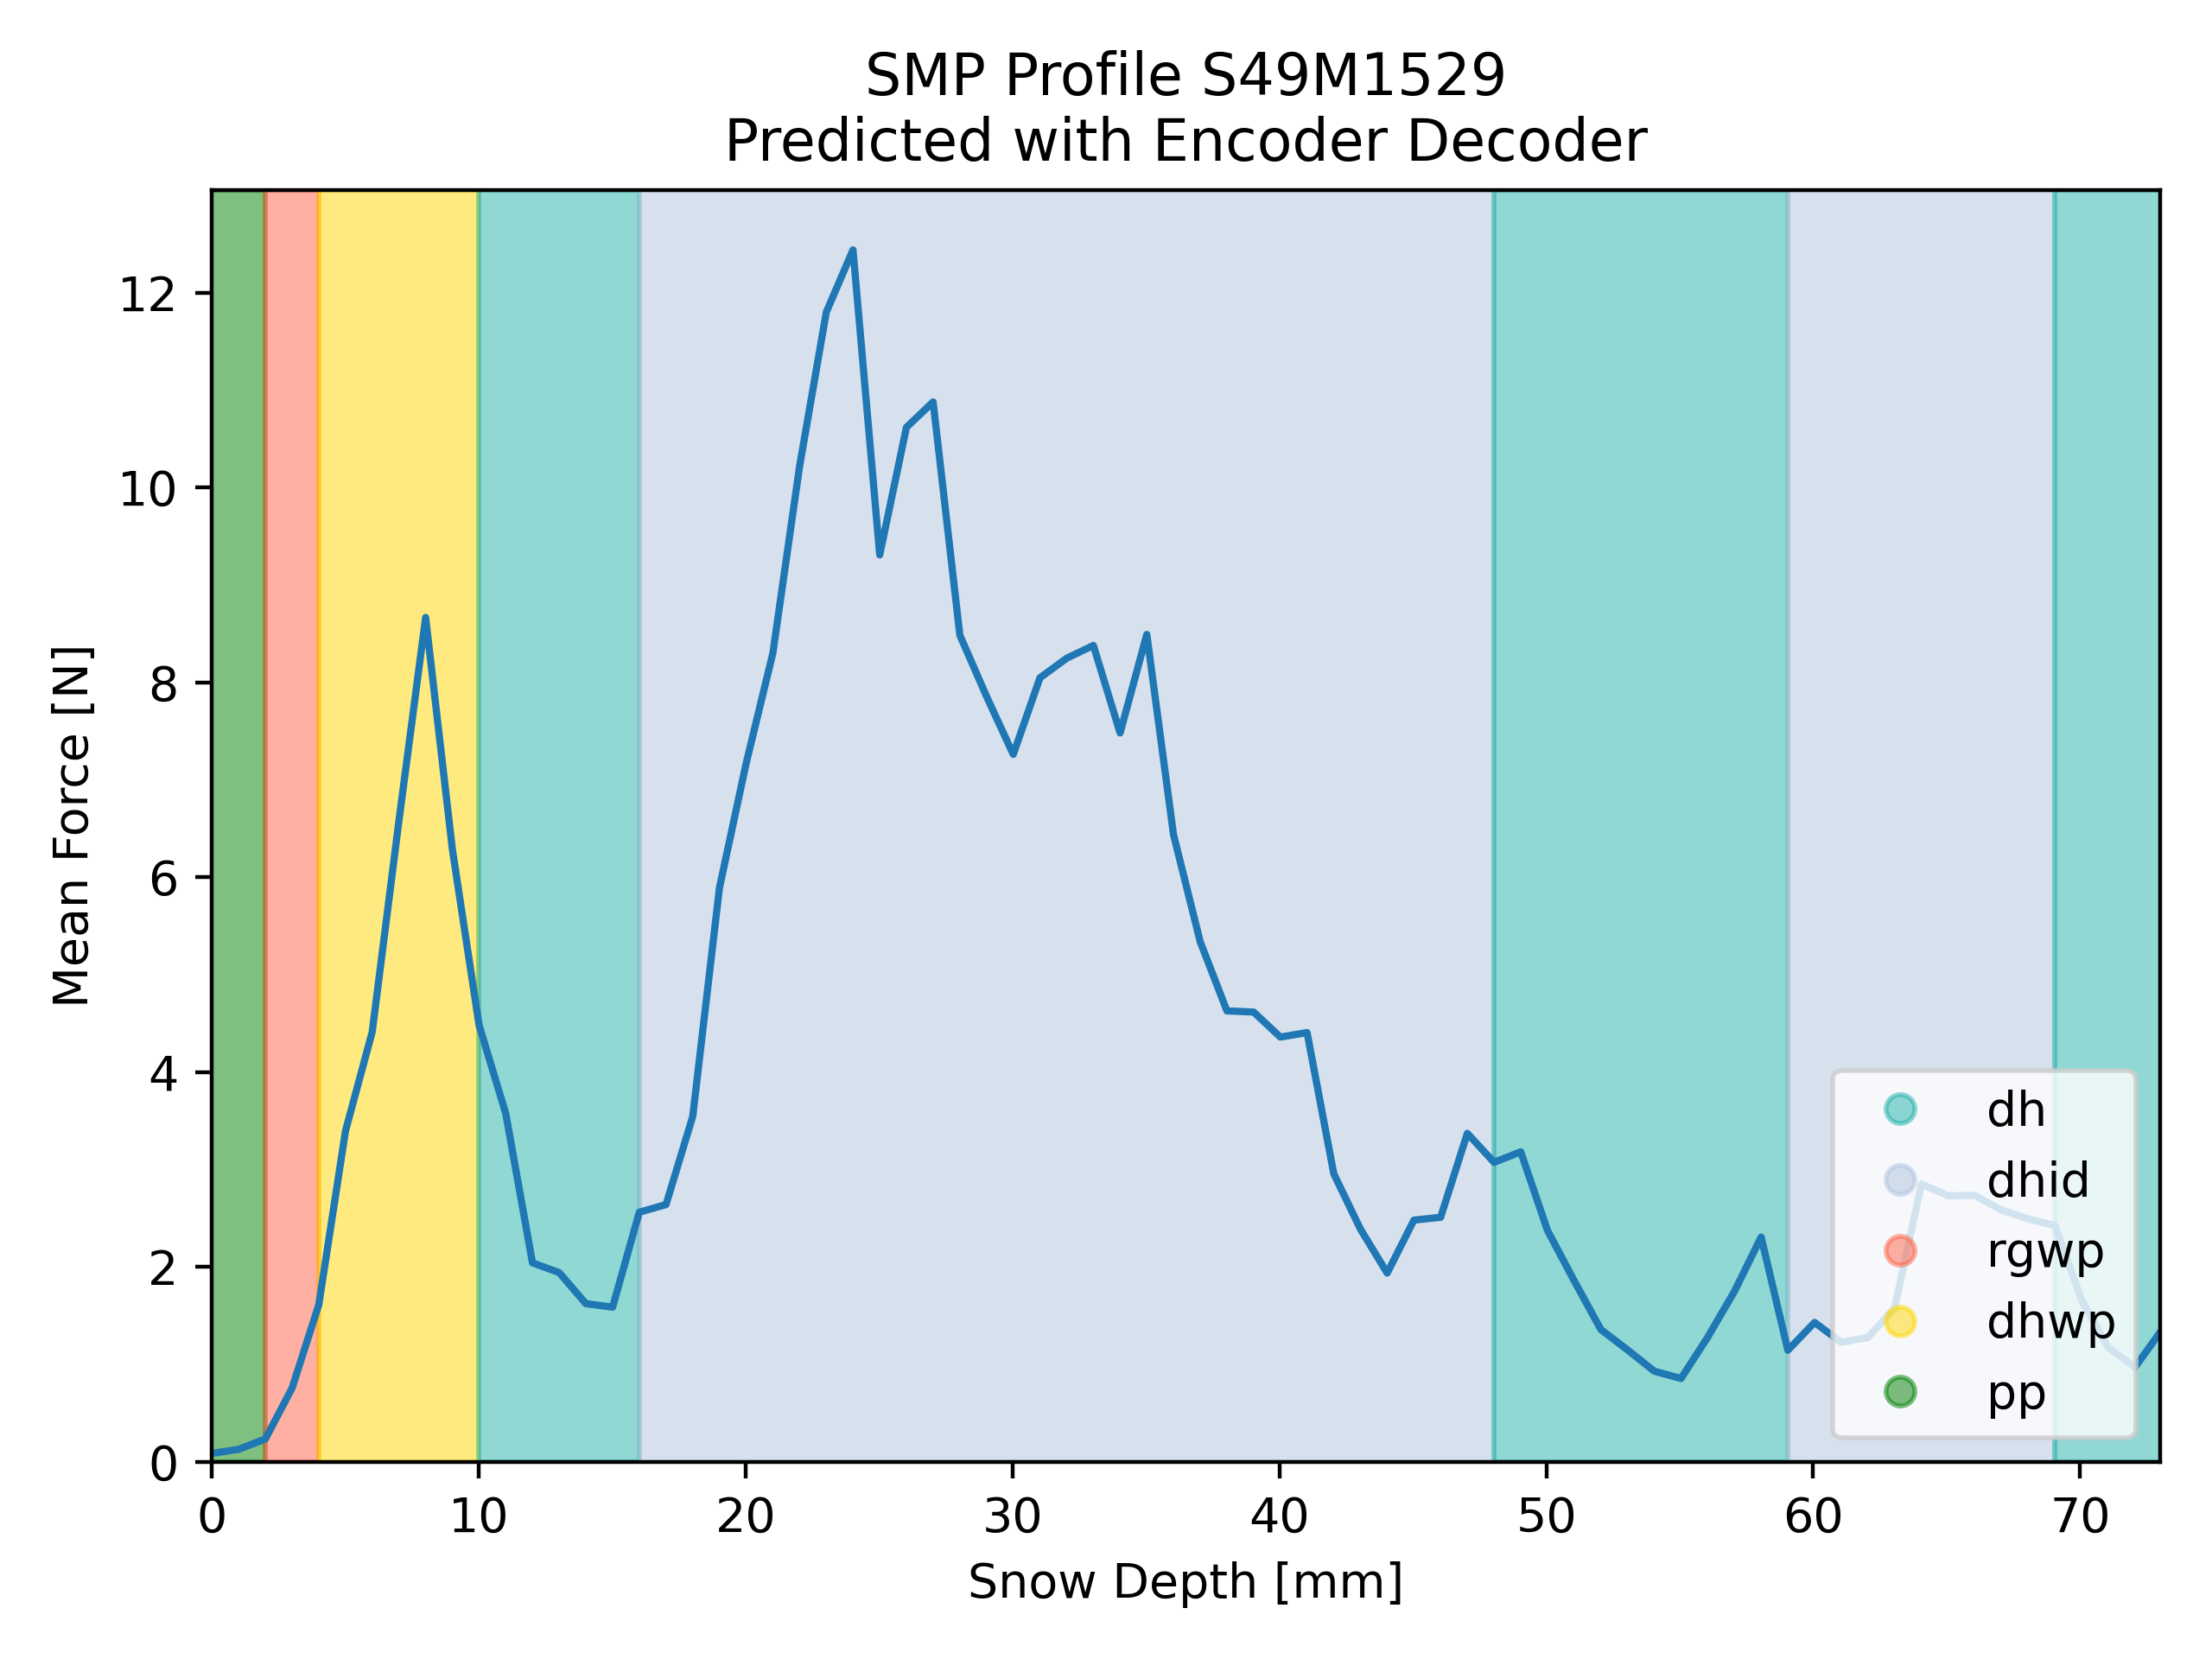 SMP Profile S49M1529
Predicted with Encoder Decoder
Mean Force [N]
12
10
8
6
4
2
0
0 10 20 30 40 50 60 70
Snow Depth [mm]
dh
dhid
rgwp
dhwp
pp